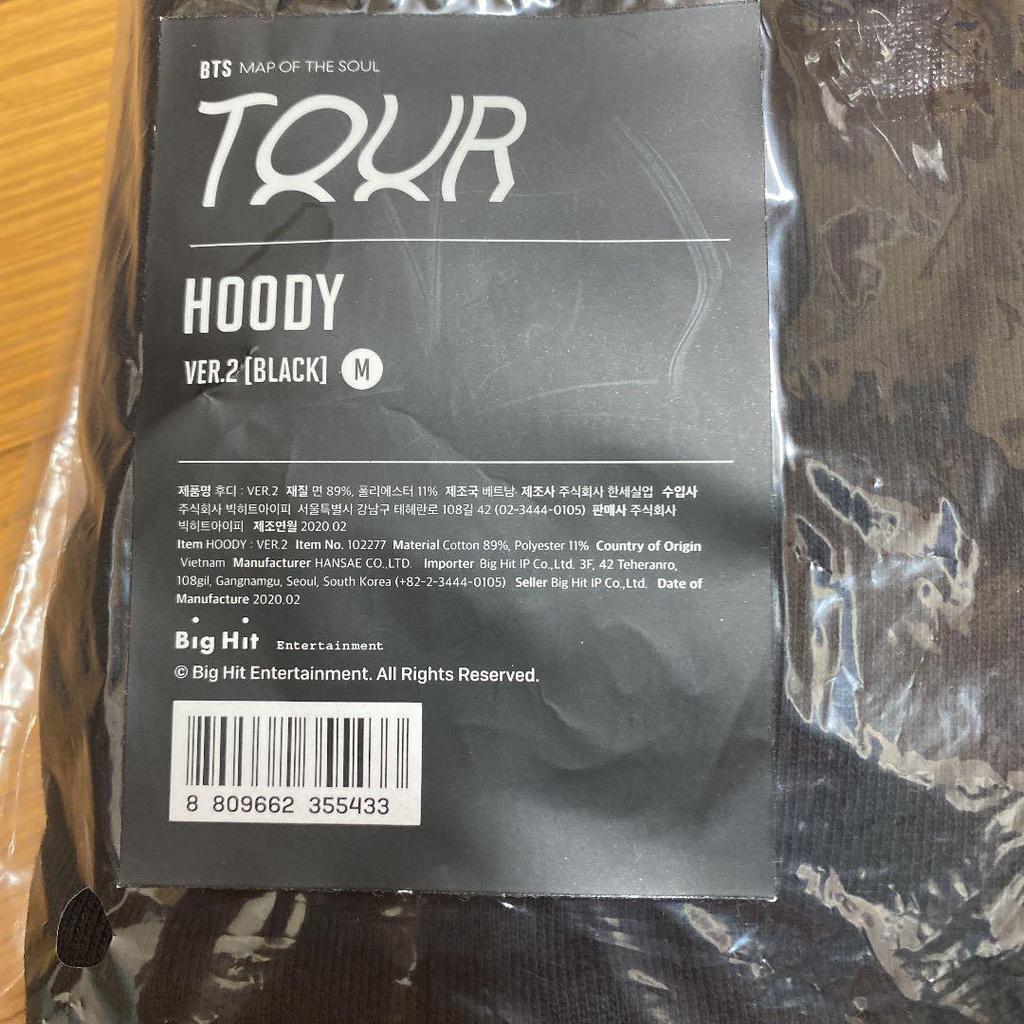 BTS MAP OF THE SOUL
TOUR
HOODY
VER.2 [BLACK] M
제품명 후디 : VER.2 재질 면 89%, 폴리에스터 11% 제조국 베트남 제조사 주식회사 한세실업 수입사
주식회사 빅히트아이피 서울특별시 강남구 테헤란로 108길 42 (02-3444-0105) 판매사 주식회사
빅히트아이피 제조연월 2020.02
Item HOODY : VER.2 Item No. 102277 Material Cotton 89%, Polyester 11% Country of Origin
Vietnam Manufacturer HANSAE CO.,LTD. Importer Big Hit IP Co.,Ltd. 3F, 42 Teheranro,
108gil, Gangnamgu, Seoul, South Korea (+82-2-3444-0105) Seller Big Hit IP Co.,Ltd. Date of
Manufacture 2020.02
Big Hit Entertainment
© Big Hit Entertainment. All Rights Reserved.
8 809662 355433